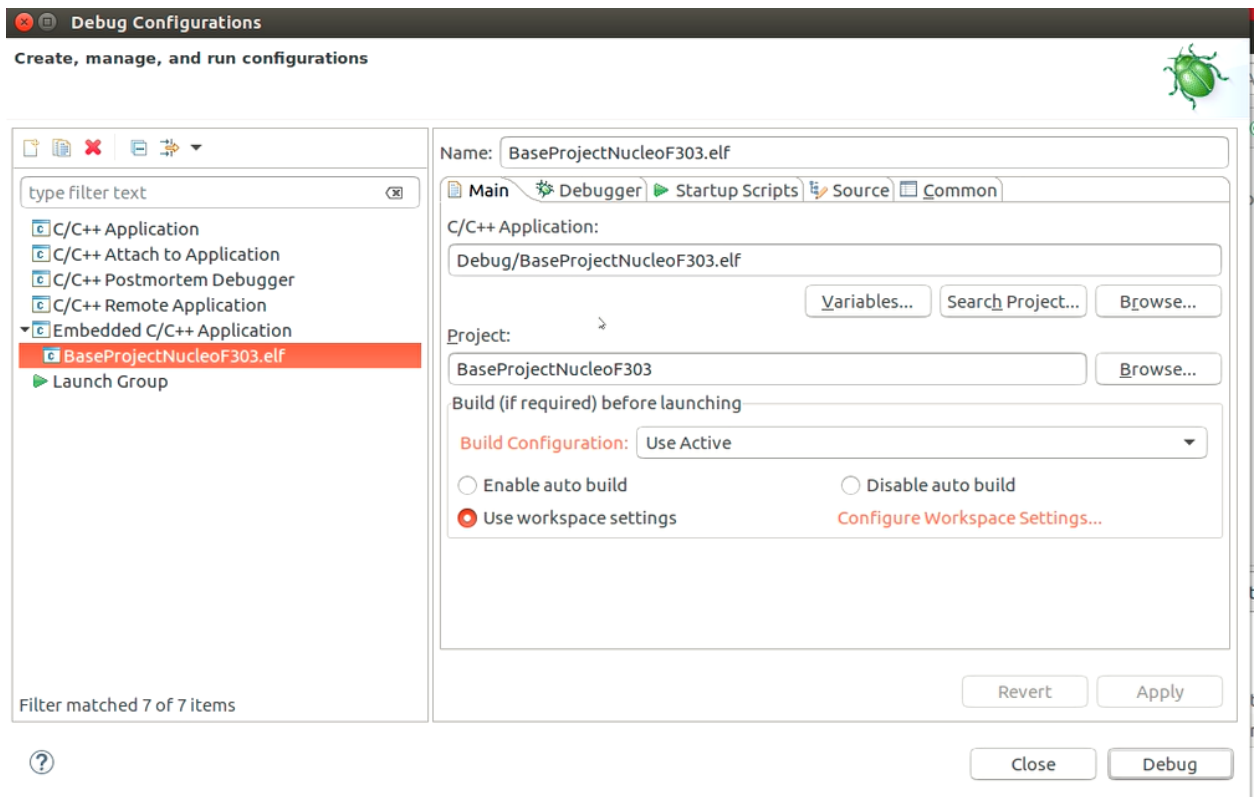 Debug Configurations
Create, manage, and run configurations
type filter text
C/C++ Application
C/C++ Attach to Application
C/C++ Postmortem Debugger
C/C++ Remote Application
Embedded C/C++ Application
BaseProjectNucleoF303.elf
Launch Group
Filter matched 7 of 7 items
Name: BaseProjectNucleoF303.elf
Main Debugger Startup Scripts Source Common
C/C++ Application:
Debug/BaseProjectNucleoF303.elf
Variables... Search Project... Browse...
Project:
BaseProjectNucleoF303 Browse...
Build (if required) before launching
Build Configuration: Use Active
Enable auto build Disable auto build
Use workspace settings Configure Workspace Settings...
Revert Apply
? Close Debug